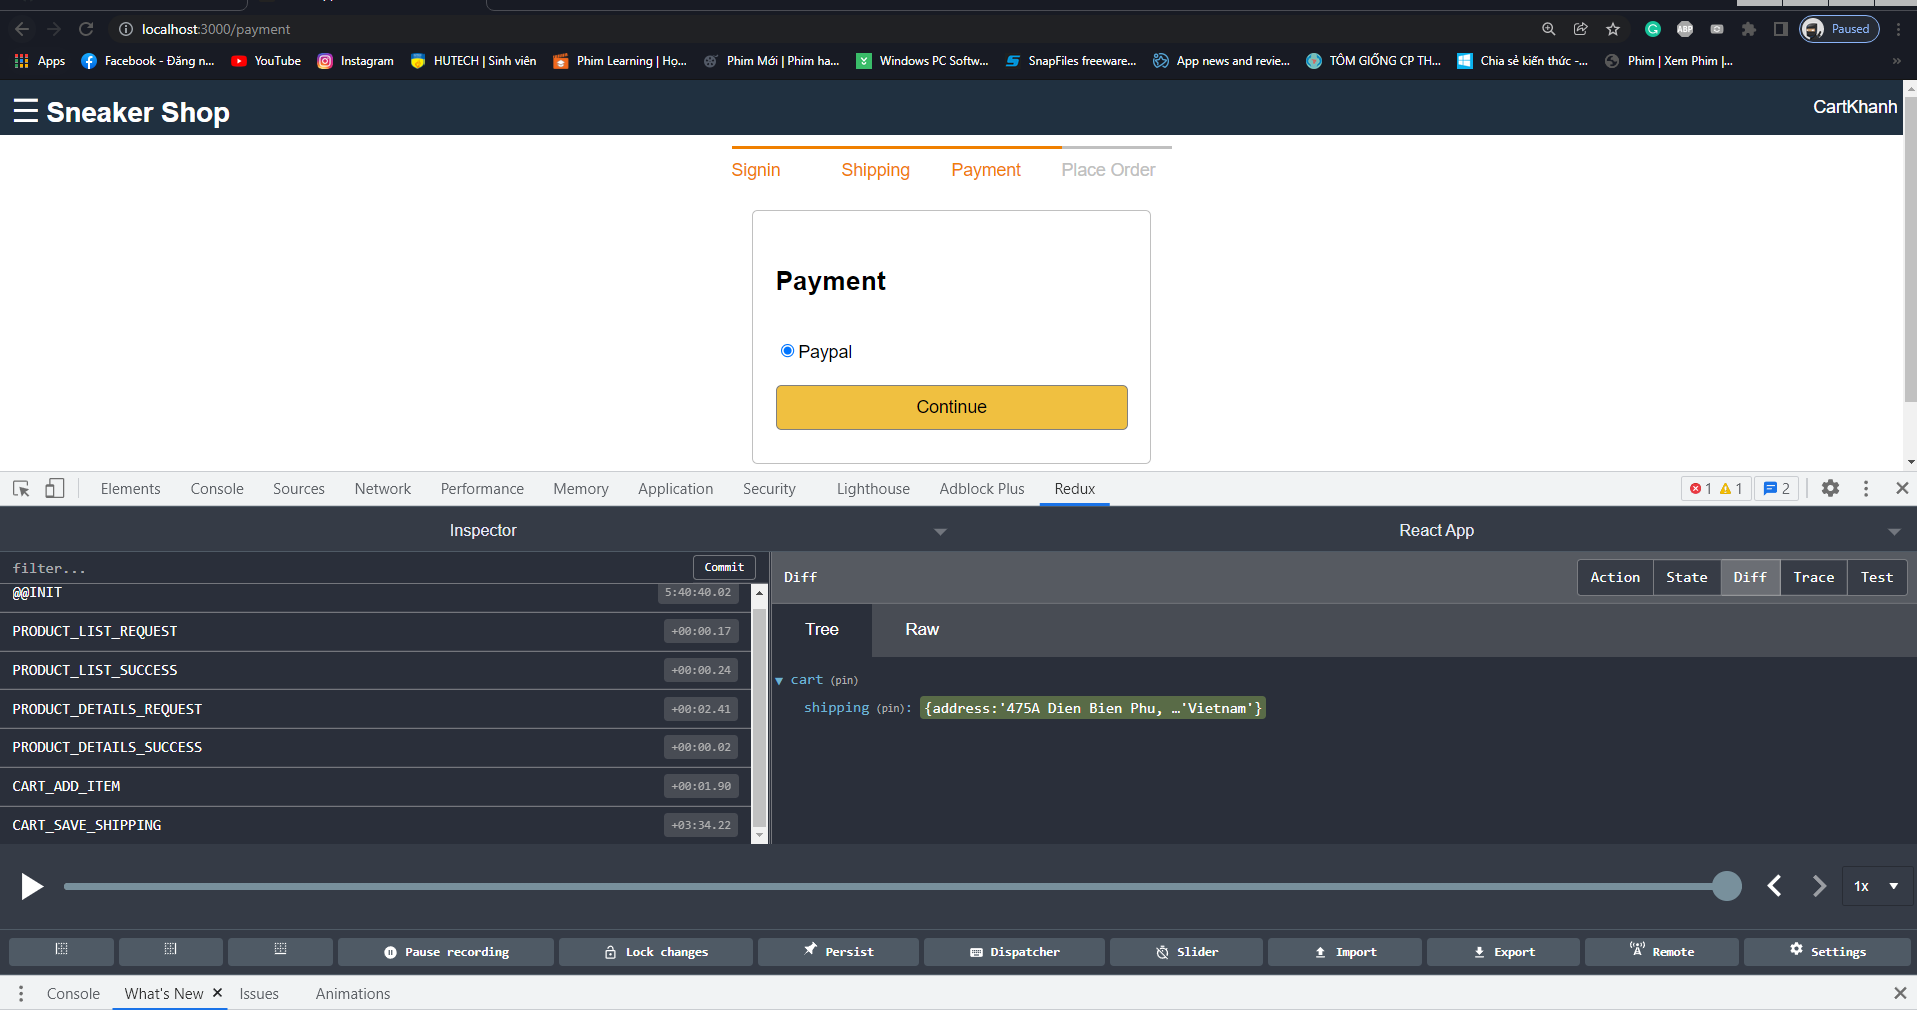 localhost:3000/payment
ABP
Paused
Apps
Facebook - Đăng n...
YouTube
Instagram
HUTECH | Sinh viên
Phim Learning | Họ...
Phim Mới | Phim ha...
Windows PC Softw...
SnapFiles freeware...
App news and revie...
TÔM GIỐNG CP TH...
Chia sẻ kiến thức -...
Phim | Xem Phim |...
»
☰ Sneaker Shop
CartKhanh
Signin
Shipping
Payment
Place Order
Payment
Paypal
Continue
Elements
Console
Sources
Network
Performance
Memory
Application
Security
Lighthouse
Adblock Plus
Redux
1
1
2
Inspector
React App
filter...
Commit
Diff
Action
State
Diff
Trace
Test
@@INIT
5:40:40.02
PRODUCT_LIST_REQUEST
+00:00.17
PRODUCT_LIST_SUCCESS
+00:00.24
PRODUCT_DETAILS_REQUEST
+00:02.41
PRODUCT_DETAILS_SUCCESS
+00:00.02
CART_ADD_ITEM
+00:01.90
CART_SAVE_SHIPPING
+03:34.22
Tree
Raw
cart (pin)
shipping (pin): {address:'475A Dien Bien Phu, …'Vietnam'}
1x
Pause recording
Lock changes
Persist
Dispatcher
Slider
Import
Export
Remote
Settings
Console
What's New
Issues
Animations